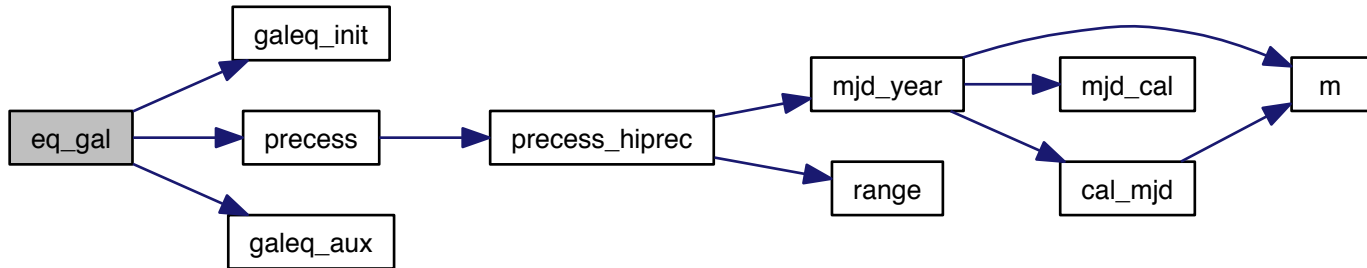 galeq_init
mjd_year
mjd_cal
m
eq_gal
precess
precess_hiprec
range
cal_mjd
galeq_aux